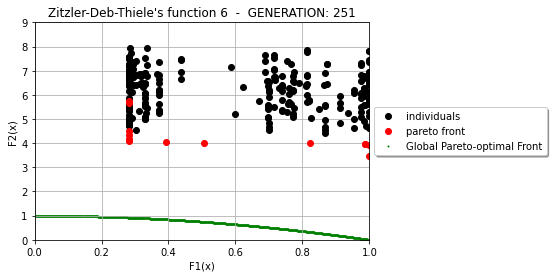 Zitzler-Deb-Thiele's function 6 - GENERATION: 251
9
8
7
6
5
4
3
2
1
0
F2(x)
0.0 0.2 0.4 0.6 0.8 1.0
F1(x)
individuals
pareto front
Global Pareto-optimal Front